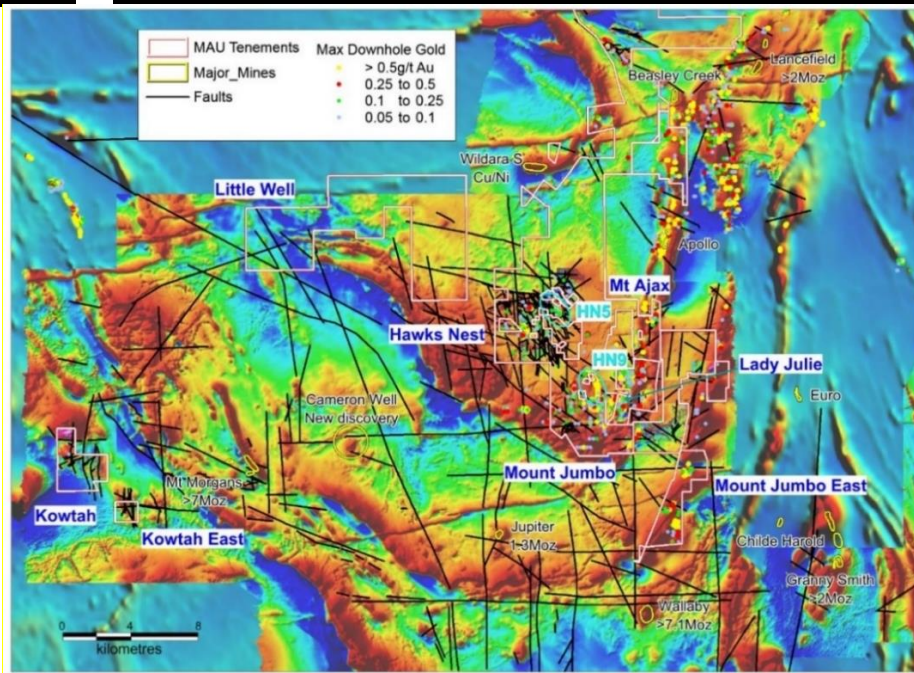 MAU Tenements
Major_Mines
Faults
Max Downhole Gold
> 0.5g/t Au
0.25 to 0.5
0.1 to 0.25
0.05 to 0.1
Beasley Creek
Lancefield
>2Moz
Wildara S
Cu/Ni
Little Well
Apollo
Mt Ajax
HN5
Hawks Nest
HN9
Lady Julie
Euro
Cameron Well
New discovery
Mount Jumbo
Mt Morgans
>7Moz
Mount Jumbo East
Kowtah
Kowtah East
Jupiter
1.3Moz
Childe Harold
Granny Smith
>2Moz
Wallaby
>7.1Moz
0 4 8
kilometres